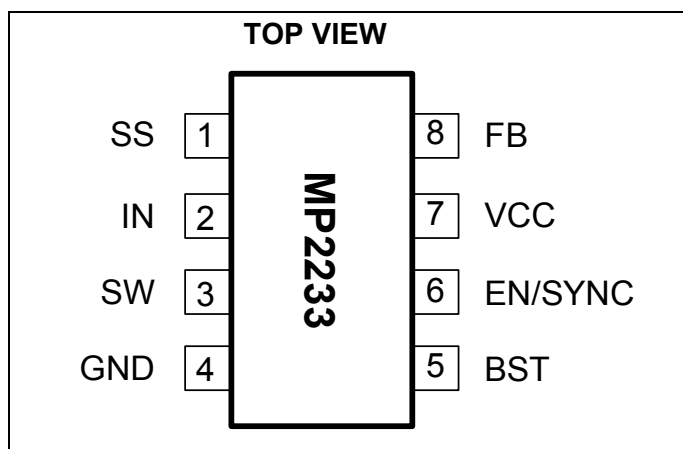 TOP VIEW
SS 1 8 FB
IN 2 7 VCC
SW 3 6 EN/SYNC
GND 4 5 BST
MP2233